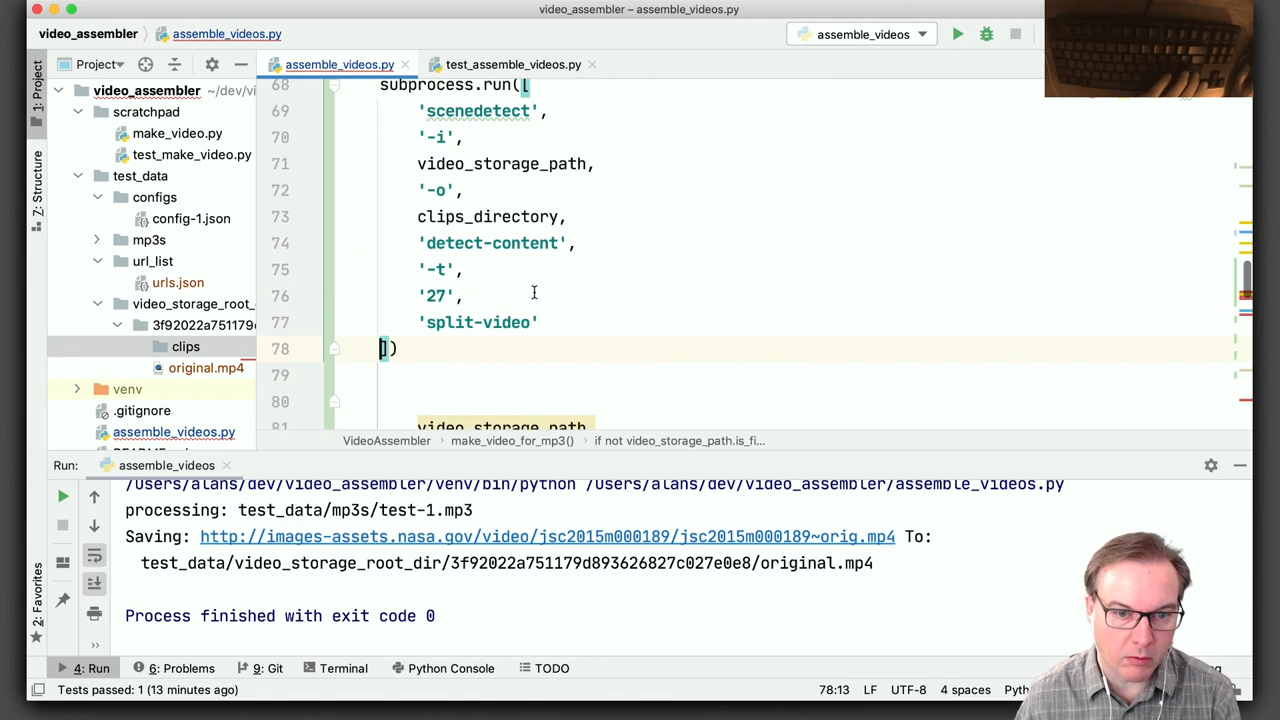 video_assembler – assemble_videos.py
video_assembler 〉 assemble_videos.py
assemble_videos
Project
assemble_videos.py
test_assemble_videos.py
1: Project
Z: Structure
2: Favorites
video_assembler ~/dev/vi
scratchpad
make_video.py
test_make_video.py
test_data
configs
config-1.json
mp3s
url_list
urls.json
video_storage_root_
3f92022a751179
clips
original.mp4
venv
.gitignore
assemble_videos.py
68 subprocess.run([
69 'scenedetect',
70 '-i',
71 video_storage_path,
72 '-o',
73 clips_directory,
74 'detect-content',
75 '-t',
76 '27',
77 'split-video'
78 ])
79
80
81 video_storage_path
VideoAssembler 〉 make_video_for_mp3() 〉 if not video_storage_path.is_fi...
Run: assemble_videos
/Users/alans/dev/video_assembler/venv/bin/python /Users/alans/dev/video_assembler/assemble_videos.py
processing: test_data/mp3s/test-1.mp3
Saving: http://images-assets.nasa.gov/video/jsc2015m000189/jsc2015m000189~orig.mp4 To:
test_data/video_storage_root_dir/3f92022a751179d893626827c027e0e8/original.mp4
Process finished with exit code 0
4: Run 6: Problems 9: Git Terminal Python Console TODO
Tests passed: 1 (13 minutes ago) 78:13 LF UTF-8 4 spaces